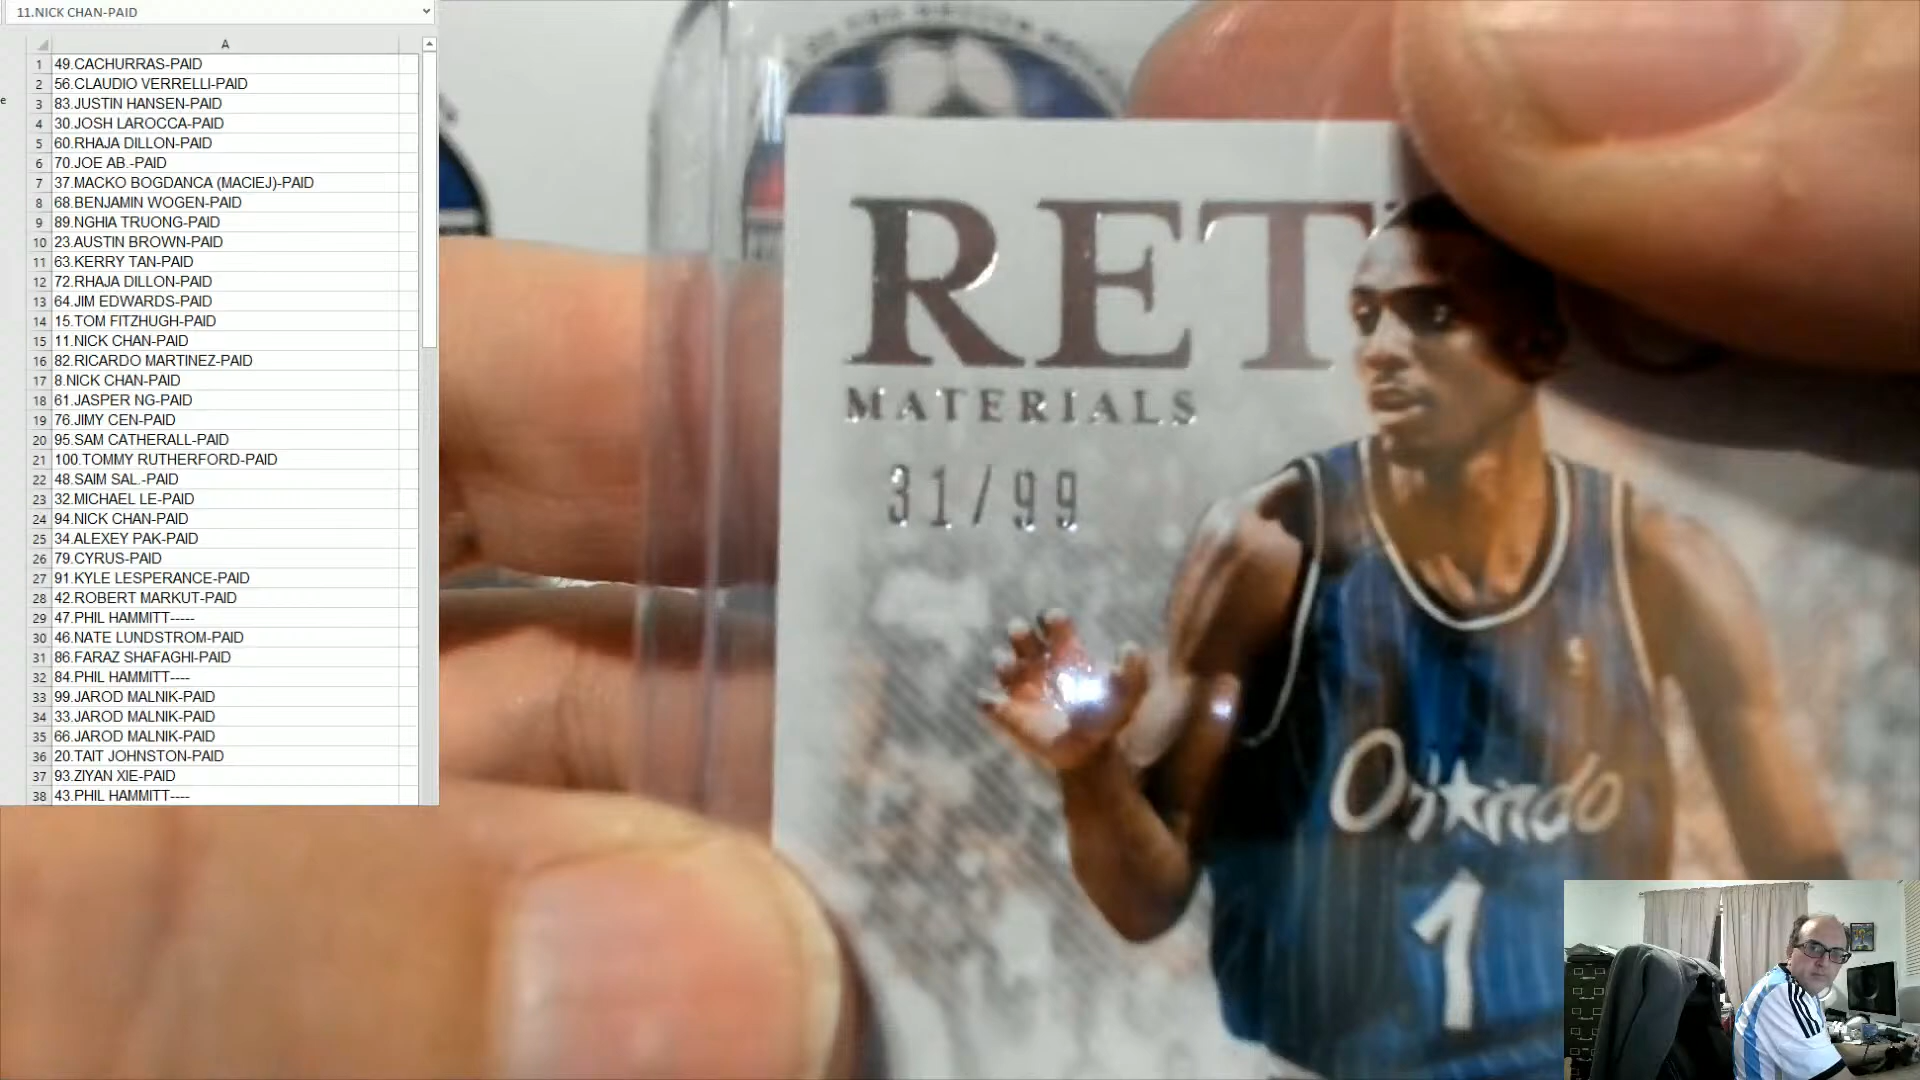 11.NICK CHAN-PAID
e
A
1 49.CACHURRAS-PAID
2 56.CLAUDIO VERRELLI-PAID
3 83.JUSTIN HANSEN-PAID
4 30.JOSH LAROCCA-PAID
5 60.RHAJA DILLON-PAID
6 70.JOE AB.-PAID
7 37.MACKO BOGDANCA (MACIEJ)-PAID
8 68.BENJAMIN WOGEN-PAID
9 89.NGHIA TRUONG-PAID
10 23.AUSTIN BROWN-PAID
11 63.KERRY TAN-PAID
12 72.RHAJA DILLON-PAID
13 64.JIM EDWARDS-PAID
14 15.TOM FITZHUGH-PAID
15 11.NICK CHAN-PAID
16 82.RICARDO MARTINEZ-PAID
17 8.NICK CHAN-PAID
18 61.JASPER NG-PAID
19 76.JIMY CEN-PAID
20 95.SAM CATHERALL-PAID
21 100.TOMMY RUTHERFORD-PAID
22 48.SAIM SAL.-PAID
23 32.MICHAEL LE-PAID
24 94.NICK CHAN-PAID
25 34.ALEXEY PAK-PAID
26 79.CYRUS-PAID
27 91.KYLE LESPERANCE-PAID
28 42.ROBERT MARKUT-PAID
29 47.PHIL HAMMITT-----
30 46.NATE LUNDSTROM-PAID
31 86.FARAZ SHAFAGHI-PAID
32 84.PHIL HAMMITT----
33 99.JAROD MALNIK-PAID
34 33.JAROD MALNIK-PAID
35 66.JAROD MALNIK-PAID
36 20.TAIT JOHNSTON-PAID
37 93.ZIYAN XIE-PAID
38 43.PHIL HAMMITT----
RET
MATERIALS
31/99
Orlando
1